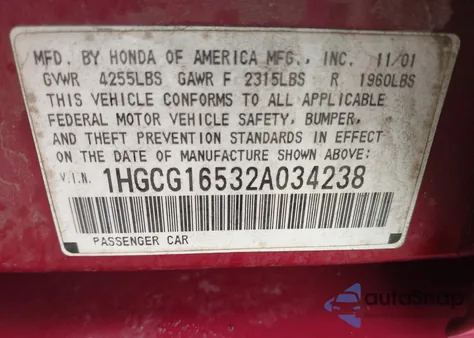 MFD. BY HONDA OF AMERICA MFG., INC. 11/01
GVWR 4255LBS GAWR F 2315LBS R 1960LBS
THIS VEHICLE CONFORMS TO ALL APPLICABLE
FEDERAL MOTOR VEHICLE SAFETY, BUMPER,
AND THEFT PREVENTION STANDARDS IN EFFECT
ON THE DATE OF MANUFACTURE SHOWN ABOVE:
V.I.N. 1HGCG16532A034238
PASSENGER CAR
autoSnap